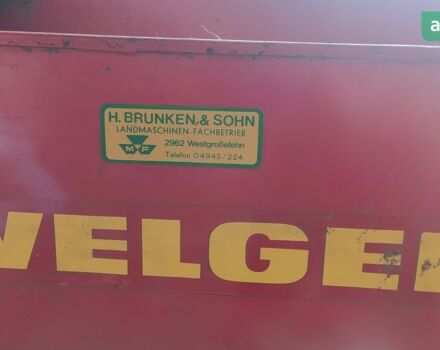 H. BRUNKEN & SOHN
LANDMASCHINEN-FACHBETRIEB
MF 2962 Westgroßefehn
Telefon 04945/224
WELGER